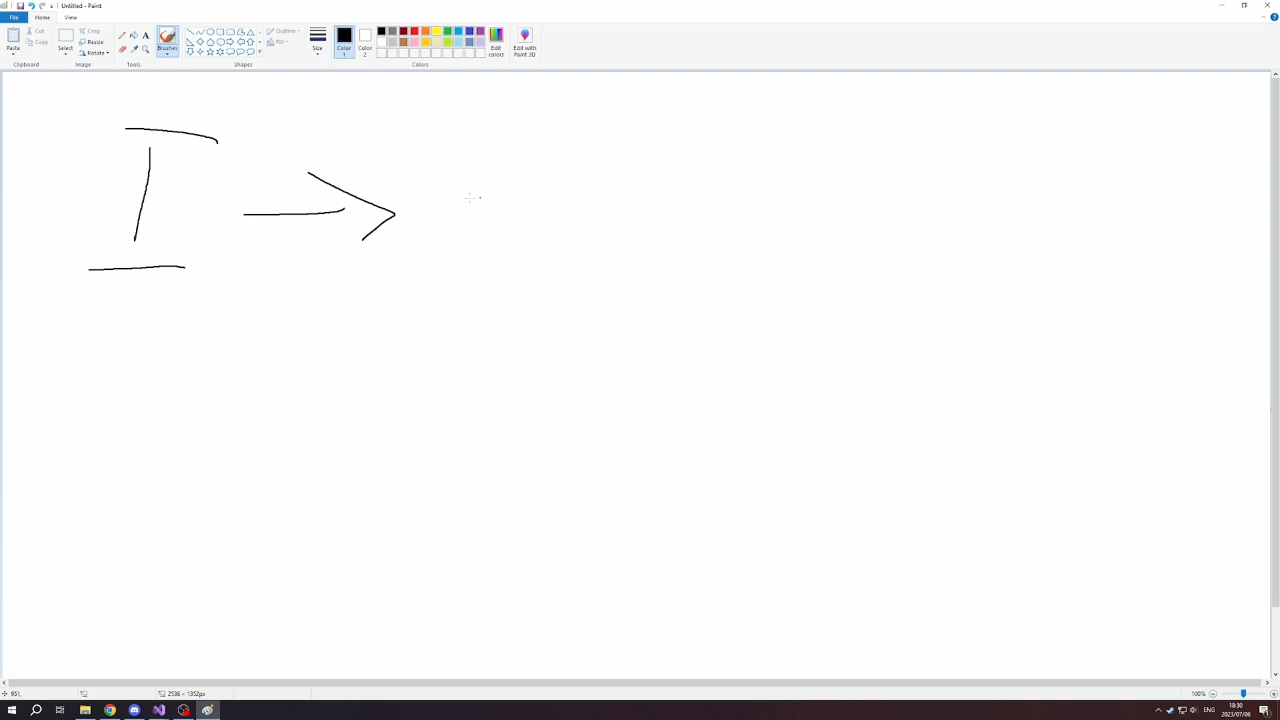 Untitled - Paint
File
Home
View
Paste
Cut
Copy
Clipboard
Select
Crop
Resize
Rotate
Image
Tools
Brushes
Outline
Fill
Shapes
Size
Color 1
Color 2
Edit colors
Edit with Paint 3D
Colors
I →
951,
2536 × 1352px
100%
ENG
18:30
2023/07/06